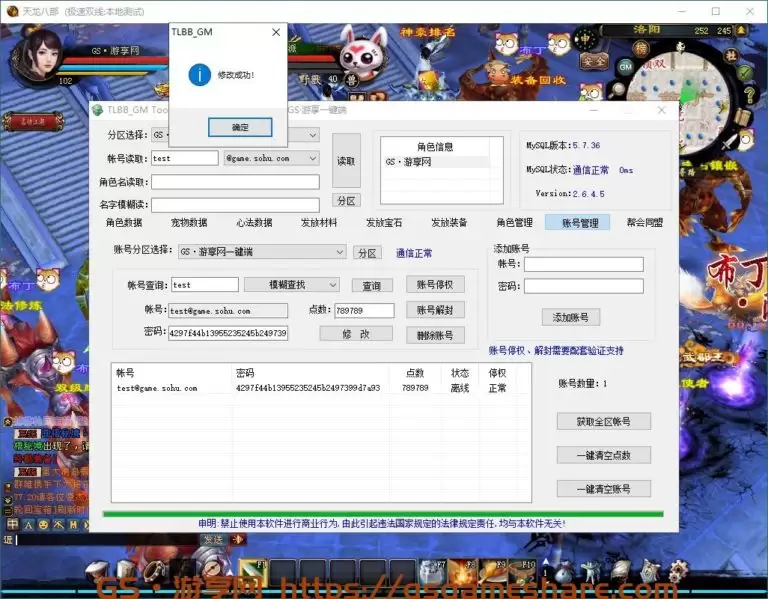 天龙八部 (极速双线:本地测试)
TLBB_GM
修改成功!
确定
GS·游享网
102
神豪排名
布丁
装备回收
野戰 40
洛阳
252 245
安全
GM
TLBB_GM Too
GS·游享网一键端
分区选择:
GS·
帐号读取:
test
@game.sohu.com
读取
角色名读取:
名字模糊读:
分区
角色信息
GS·游享网
MySQL版本:5.7.36
MySQL状态:通信正常 0ms
Version:2.6.4.5
角色数据 宠物数据 心法数据 发放材料 发放宝石 发放装备 角色管理 账号管理 帮会同盟
账号分区选择:
GS·游享网一键端
分区
通信正常
帐号查询:
test
模糊查找
查询
账号停权
帐号:
test@game.sohu.com
点数:
789789
账号解封
密码:
4297f44b13955235245b249739
修 改
删除账号
添加账号
帐号:
密码:
添加账号
账号停权、解封需要配套验证支持
帐号 密码 点数 状态 停权
test@game.sohu.com 4297f44b13955235245b2497399d7a93 789789 离线 正常
账号数量:1
获取全区帐号
一键清空点数
一键清空账号
申明:禁止使用本软件进行商业行为,由此引起违法国家规定的法律规定责任,均与本软件无关!
发送
GS·游享网 https://gsgameshare.com